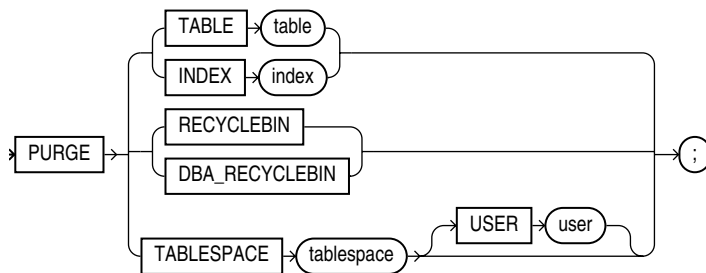 TABLE table
INDEX index
RECYCLEBIN
PURGE ;
DBA_RECYCLEBIN
USER user
TABLESPACE tablespace